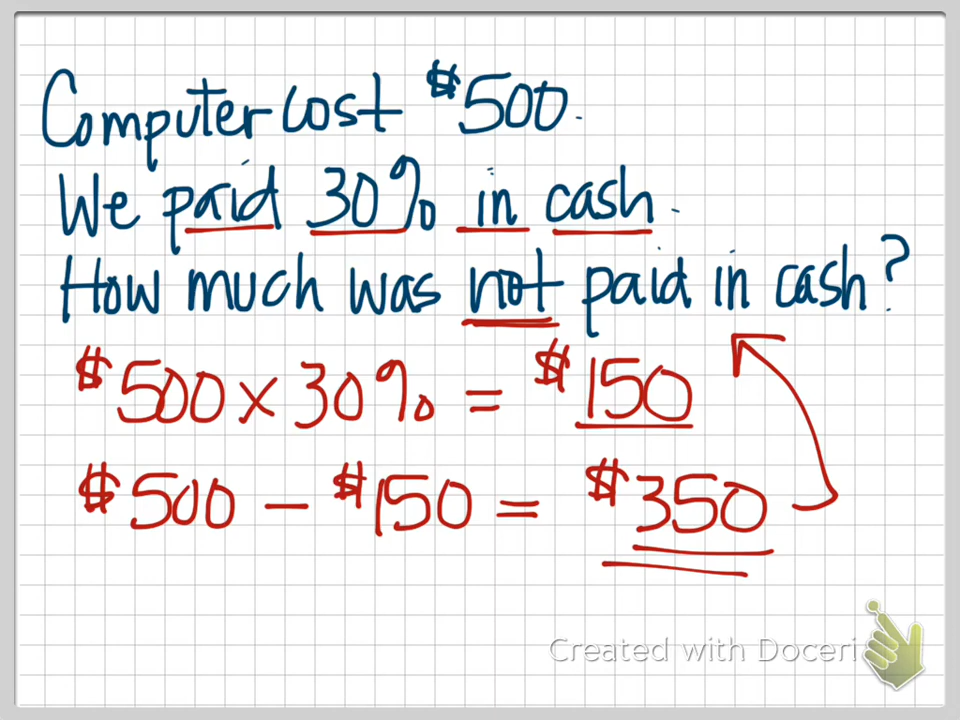 Computer cost $500.
We paid 30% in cash.
How much was not paid in cash?
$500 × 30% = $150
$500 - $150 = $350
Created with Doceri